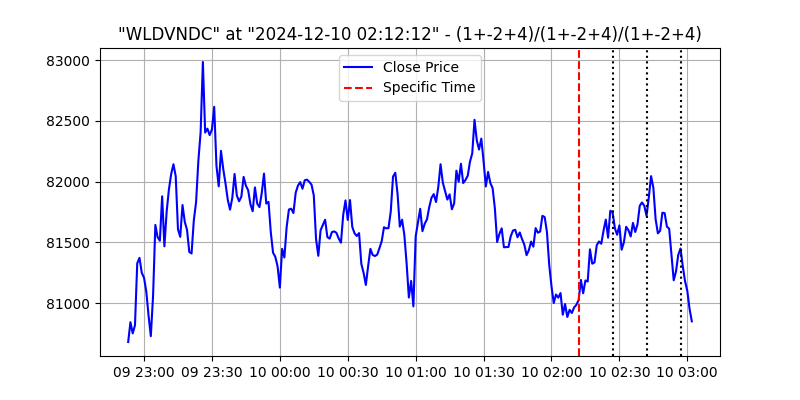 "WLDVNDC" at "2024-12-10 02:12:12" - (1+-2+4)/(1+-2+4)/(1+-2+4)
Close Price
Specific Time
83000
82500
82000
81500
81000
09 23:00 09 23:30 10 00:00 10 00:30 10 01:00 10 01:30 10 02:00 10 02:30 10 03:00